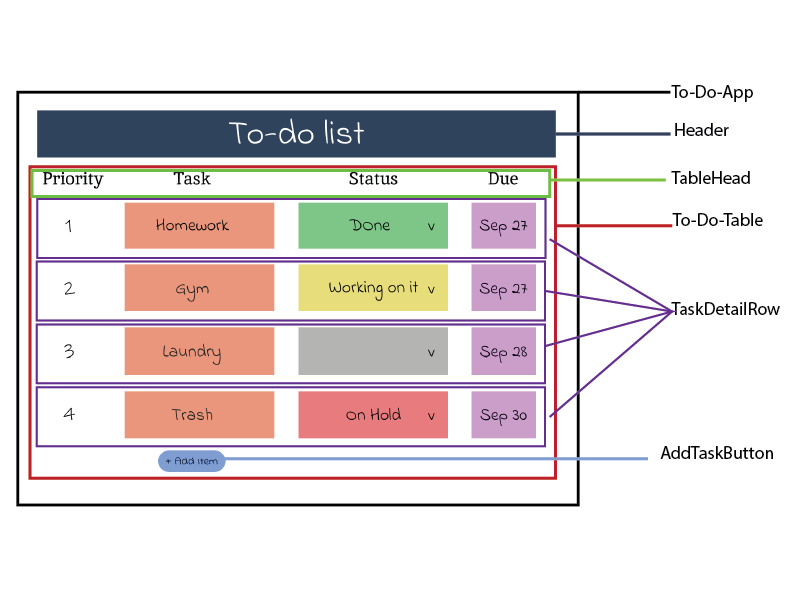 To-Do-App
To-do list
Header
Priority Task Status Due
TableHead
1 Homework Done v Sep 27
To-Do-Table
2 Gym Working on it v Sep 27
TaskDetailRow
3 Laundry v Sep 28
4 Trash On Hold v Sep 30
+ Add item
AddTaskButton